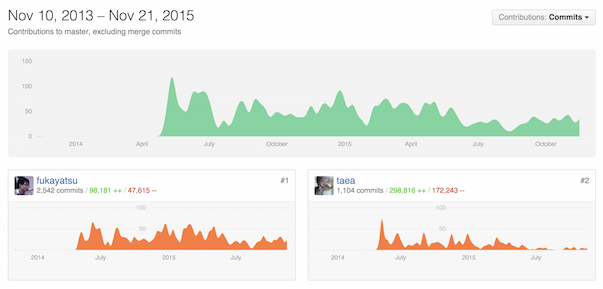 Nov 10, 2013 – Nov 21, 2015
Contributions: Commits
Contributions to master, excluding merge commits
150
100
50
0
2014 April July October 2015 April July October
fukayatsu #1
2,542 commits / 98,181 ++ / 47,615 --
100
50
0
2014 July 2015 July
taea #2
1,104 commits / 298,816 ++ / 172,243 --
100
50
0
2014 July 2015 July